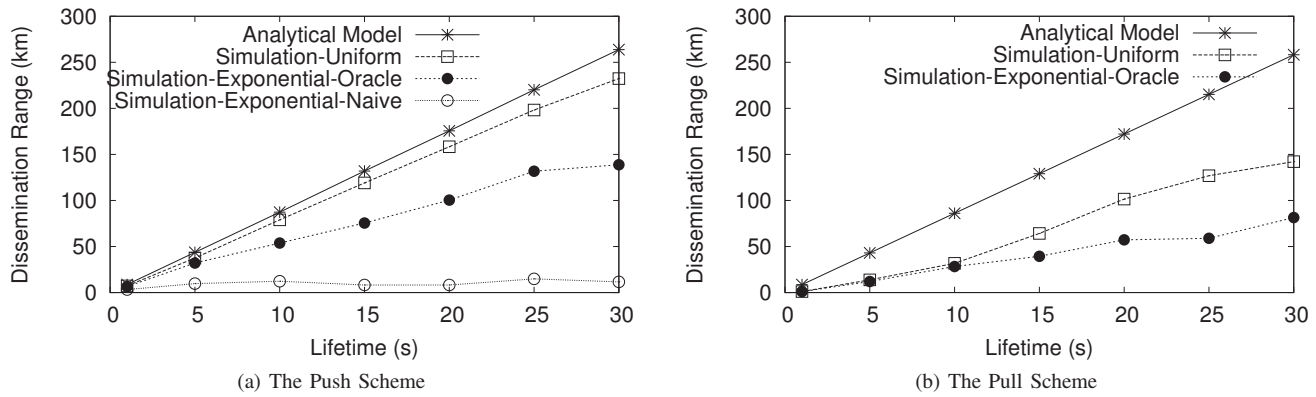 Dissemination Range (km)
300
250
200
150
100
50
0
Analytical Model
Simulation-Uniform
Simulation-Exponential-Oracle
Simulation-Exponential-Naive
0 5 10 15 20 25 30
Lifetime (s)
(a) The Push Scheme
Dissemination Range (km)
300
250
200
150
100
50
0
Analytical Model
Simulation-Uniform
Simulation-Exponential-Oracle
0 5 10 15 20 25 30
Lifetime (s)
(b) The Pull Scheme